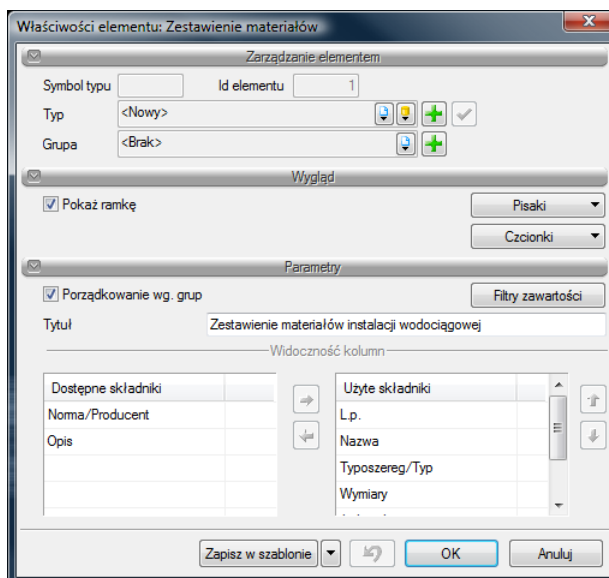 Właściwości elementu: Zestawienie materiałów
Zarządzanie elementem
Symbol typu Id elementu 1
Typ <Nowy>
Grupa <Brak>
Wygląd
Pokaż ramkę Pisaki
Czcionki
Parametry
Porządkowanie wg. grup Filtry zawartości
Tytuł Zestawienie materiałów instalacji wodociągowej
Widoczność kolumn
Dostępne składniki Użyte składniki
Norma/Producent L.p.
Opis Nazwa
Typoszereg/Typ
Wymiary
Zapisz w szablonie OK Anuluj